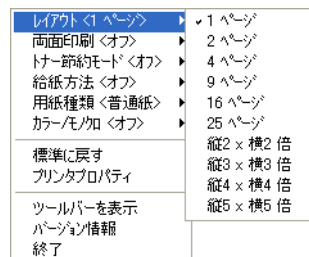 レイアウト <1 ページ>
両面印刷 <オフ>
トナー節約モード <オフ>
給紙方法 <オフ>
用紙種類 <普通紙>
カラー/モノクロ <オフ>
標準に戻す
プリンタプロパティ
ツールバーを表示
バージョン情報
終了
1 ページ
2 ページ
4 ページ
9 ページ
16 ページ
25 ページ
縦2 x 横2 倍
縦3 x 横3 倍
縦4 x 横4 倍
縦5 x 横5 倍